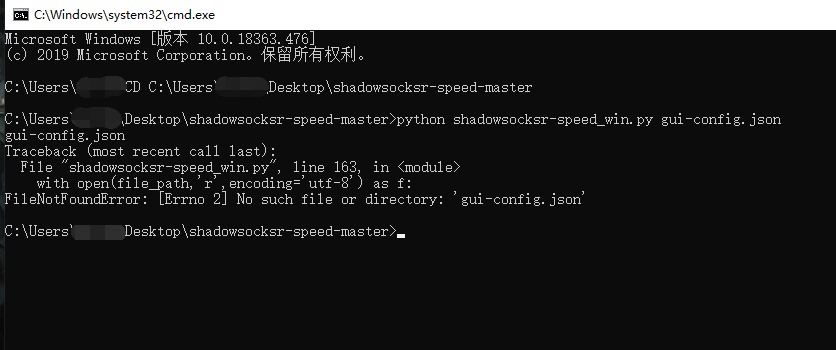 C:\Windows\system32\cmd.exe
Microsoft Windows [版本 10.0.18363.476]
(c) 2019 Microsoft Corporation。保留所有权利。
C:\Users\ CD C:\Users\ Desktop\shadowsocksr-speed-master
C:\Users\ \Desktop\shadowsocksr-speed-master>python shadowsocksr-speed_win.py gui-config.json
gui-config.json
Traceback (most recent call last):
File "shadowsocksr-speed_win.py", line 163, in <module>
with open(file_path,'r',encoding='utf-8') as f:
FileNotFoundError: [Errno 2] No such file or directory: 'gui-config.json'
C:\Users\ Desktop\shadowsocksr-speed-master>